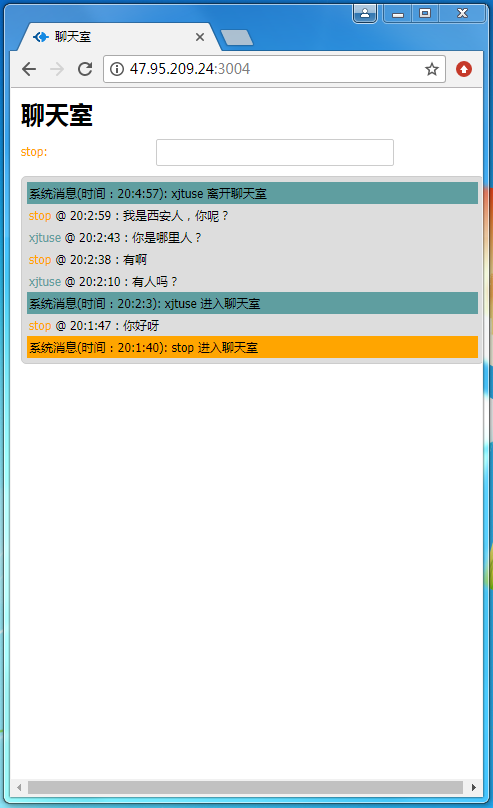 聊天室
47.95.209.24:3004
聊天室
stop:
系统消息(时间：20:4:57): xjtuse 离开聊天室
stop @ 20:2:59：我是西安人，你呢？
xjtuse @ 20:2:43：你是哪里人？
stop @ 20:2:38：有啊
xjtuse @ 20:2:10：有人吗？
系统消息(时间：20:2:3): xjtuse 进入聊天室
stop @ 20:1:47：你好呀
系统消息(时间：20:1:40): stop 进入聊天室